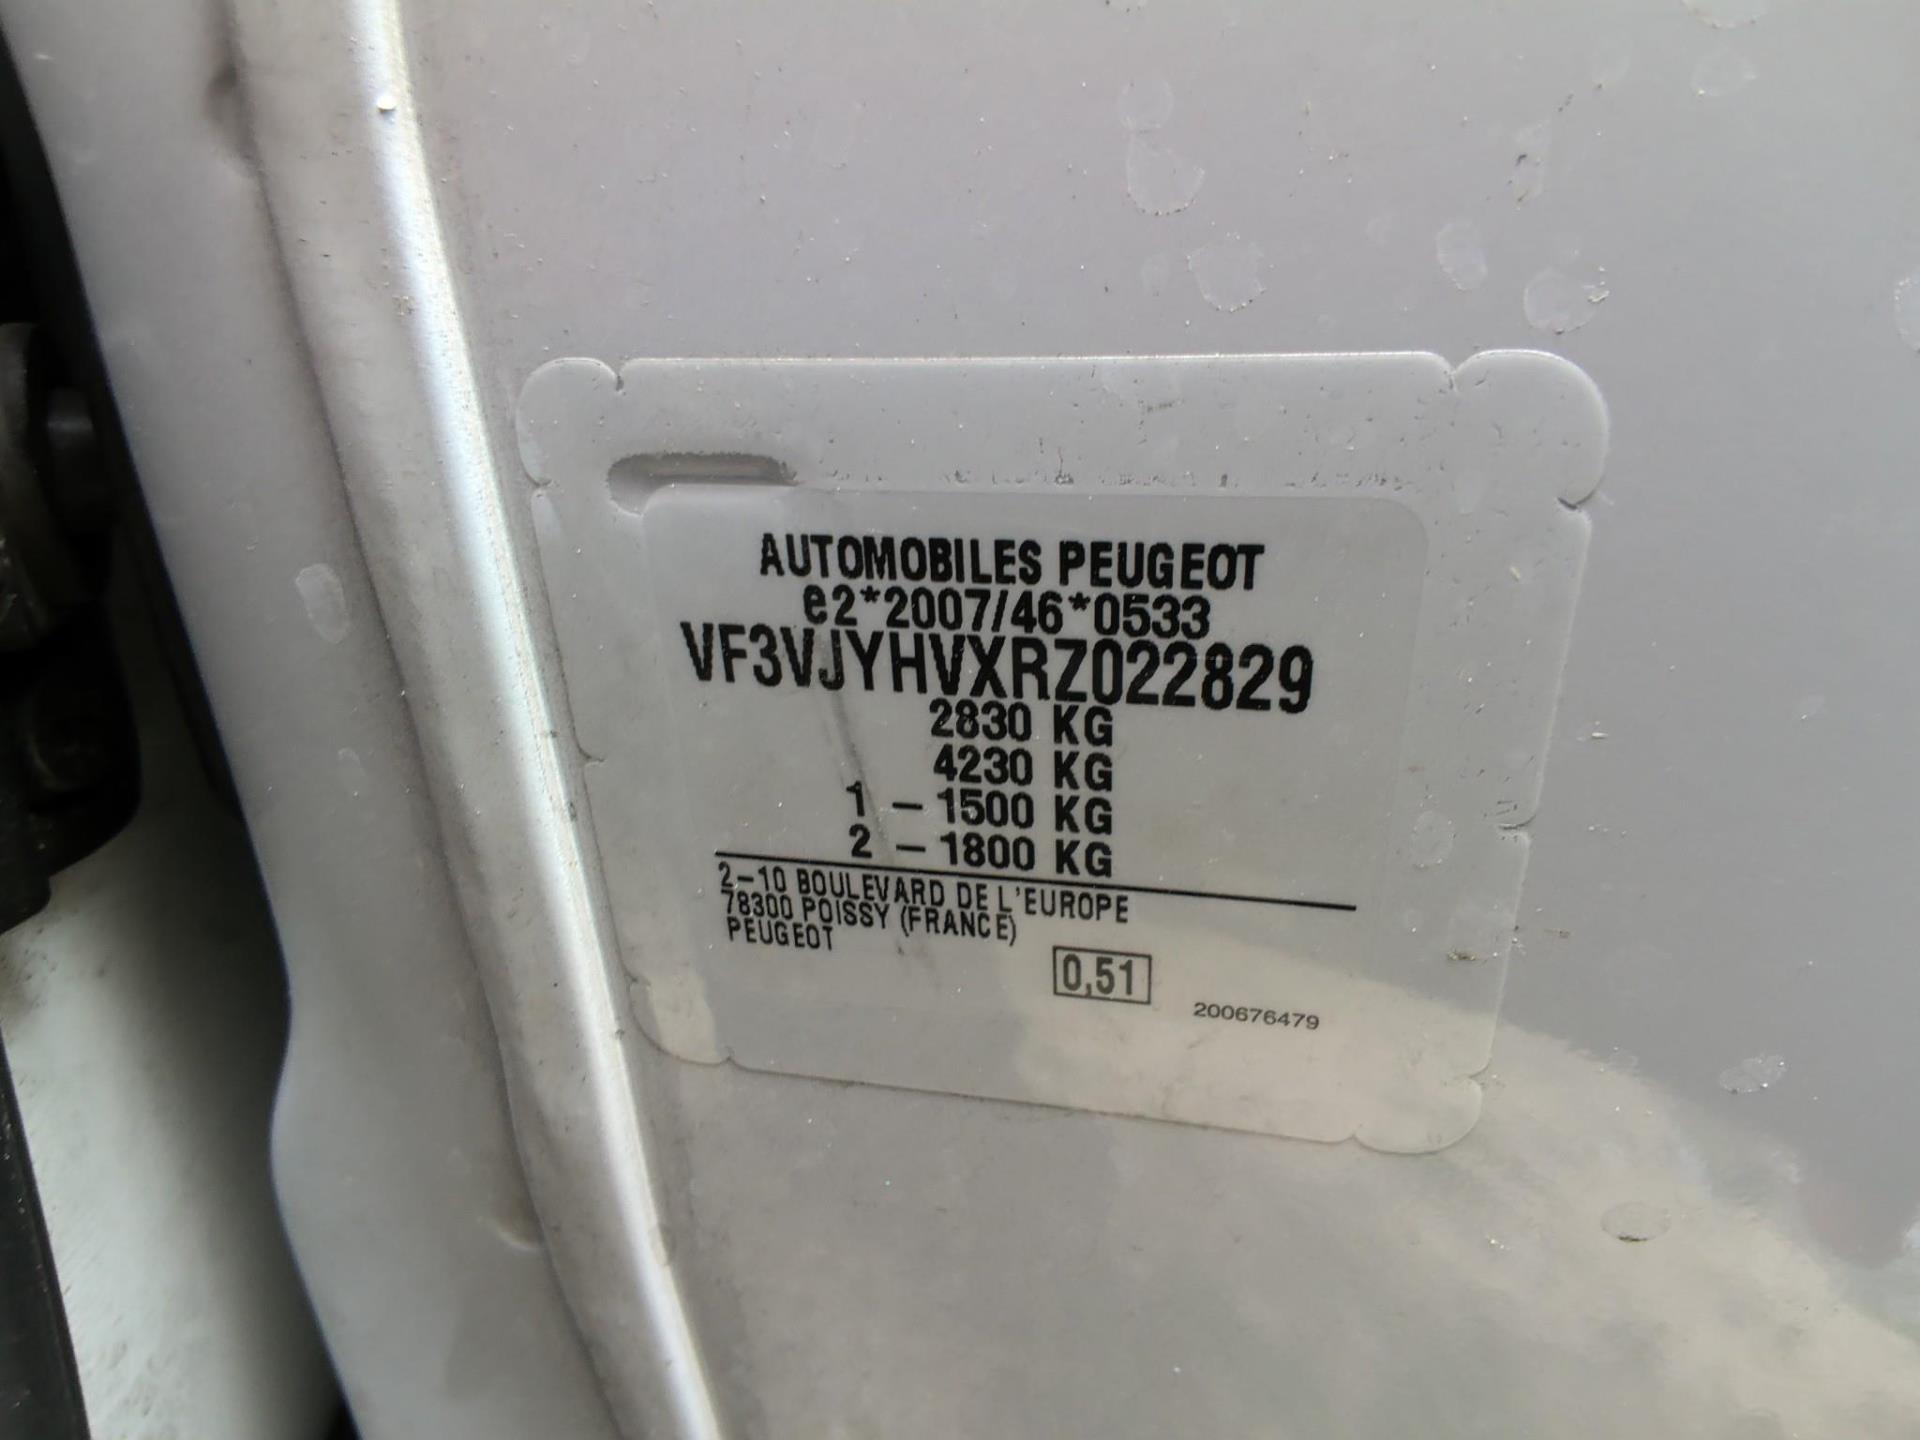 AUTOMOBILES PEUGEOT
e2*2007/46*0533
VF3VJYHVXRZ022829
2830 KG
4230 KG
1 – 1500 KG
2 – 1800 KG
2–10 BOULEVARD DE L'EUROPE
78300 POISSY (FRANCE)
PEUGEOT
0,51
200676479